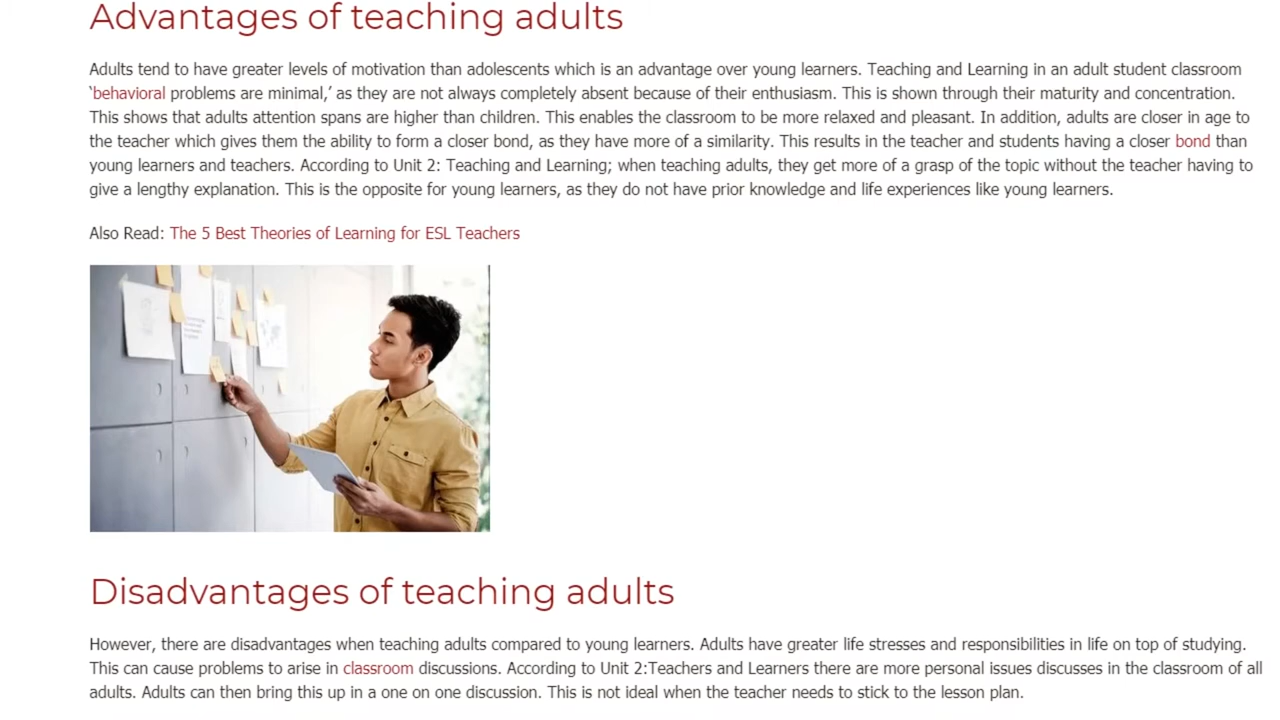 Advantages of teaching adults
Adults tend to have greater levels of motivation than adolescents which is an advantage over young learners. Teaching and Learning in an adult student classroom
‘behavioral problems are minimal,’ as they are not always completely absent because of their enthusiasm. This is shown through their maturity and concentration.
This shows that adults attention spans are higher than children. This enables the classroom to be more relaxed and pleasant. In addition, adults are closer in age to
the teacher which gives them the ability to form a closer bond, as they have more of a similarity. This results in the teacher and students having a closer bond than
young learners and teachers. According to Unit 2: Teaching and Learning; when teaching adults, they get more of a grasp of the topic without the teacher having to
give a lengthy explanation. This is the opposite for young learners, as they do not have prior knowledge and life experiences like young learners.
Also Read: The 5 Best Theories of Learning for ESL Teachers
Disadvantages of teaching adults
However, there are disadvantages when teaching adults compared to young learners. Adults have greater life stresses and responsibilities in life on top of studying.
This can cause problems to arise in classroom discussions. According to Unit 2:Teachers and Learners there are more personal issues discusses in the classroom of all
adults. Adults can then bring this up in a one on one discussion. This is not ideal when the teacher needs to stick to the lesson plan.